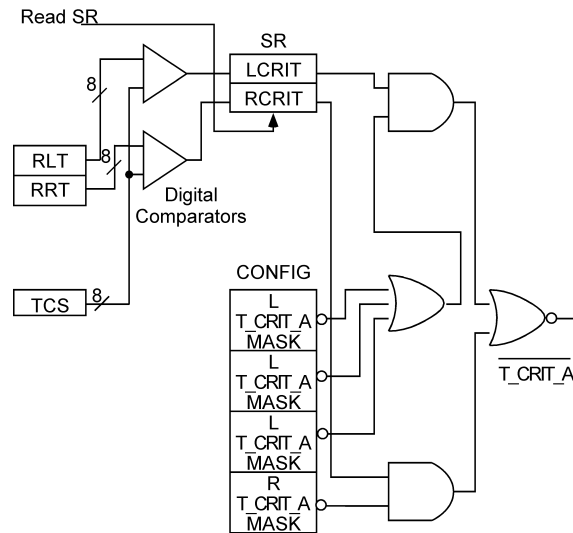 Read SR
SR
LCRIT
RCRIT
8
8
RLT
RRT
Digital
Comparators
TCS
8
CONFIG
L
T_CRIT_A
MASK
L
T_CRIT_A
MASK
L
T_CRIT_A
MASK
R
T_CRIT_A
MASK
T_CRIT_A